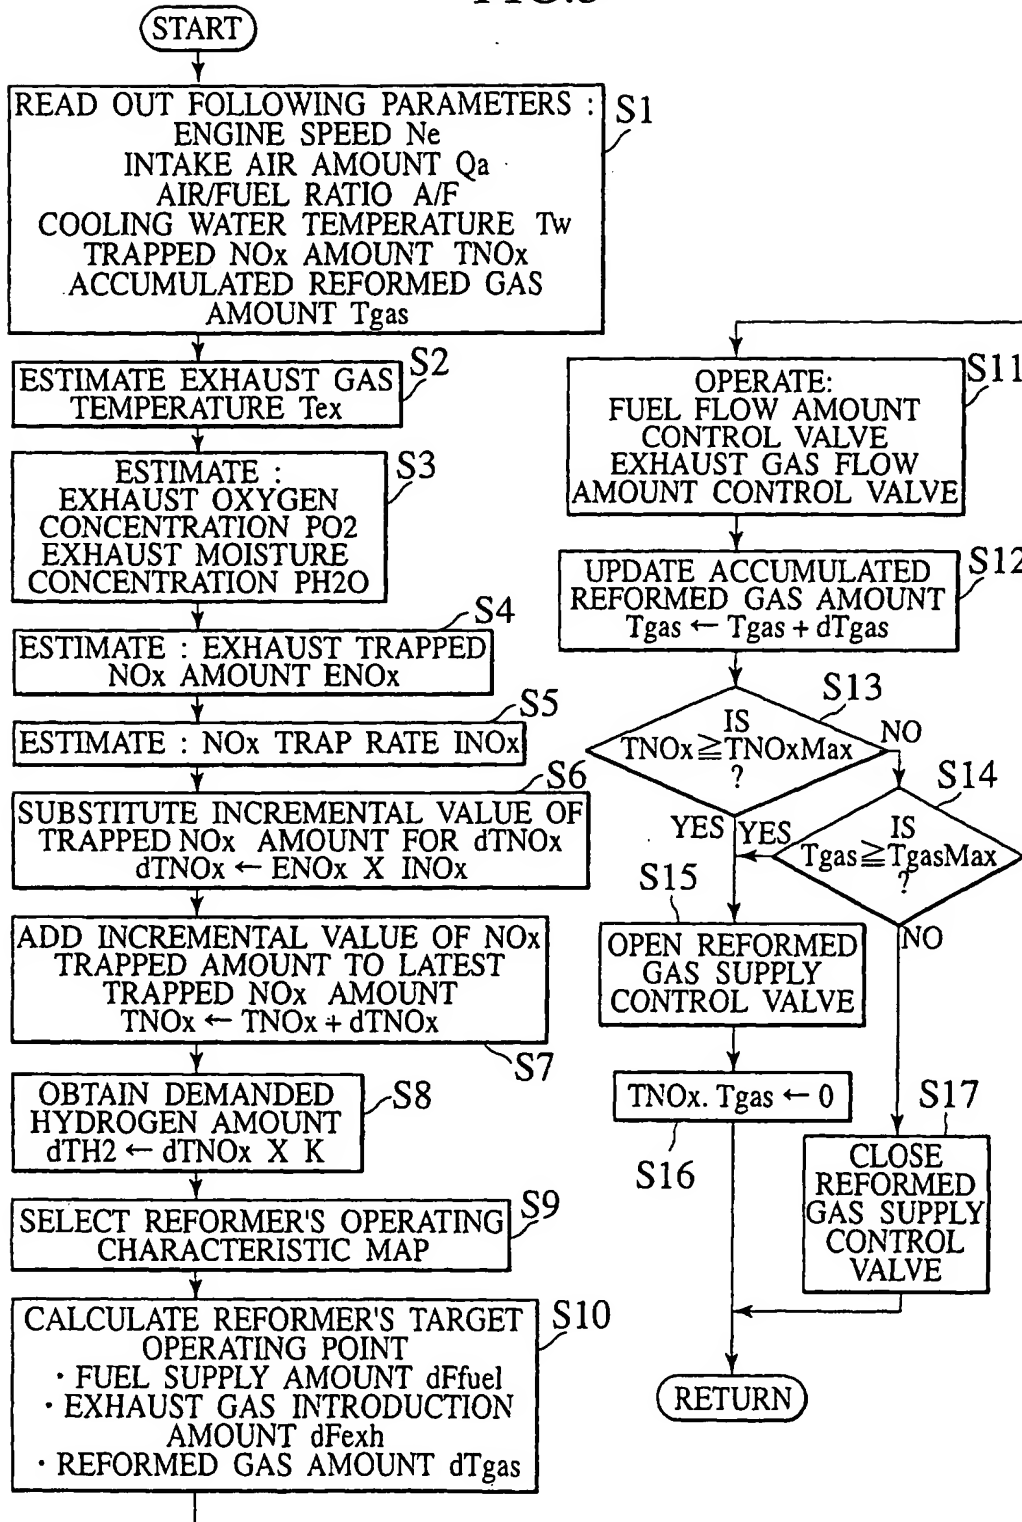 START
READ OUT FOLLOWING PARAMETERS :
ENGINE SPEED Ne
INTAKE AIR AMOUNT Qa
AIR/FUEL RATIO A/F
COOLING WATER TEMPERATURE Tw
TRAPPED NOx AMOUNT TNOx
ACCUMULATED REFORMED GAS
AMOUNT Tgas
S1
ESTIMATE EXHAUST GAS
TEMPERATURE Tex
S2
ESTIMATE :
EXHAUST OXYGEN
CONCENTRATION PO2
EXHAUST MOISTURE
CONCENTRATION PH2O
S3
S4
ESTIMATE : EXHAUST TRAPPED
NOx AMOUNT ENOx
S5
ESTIMATE : NOx TRAP RATE INOx
S6
SUBSTITUTE INCREMENTAL VALUE OF
TRAPPED NOx AMOUNT FOR dTNOx
dTNOx ← ENOx X INOx
ADD INCREMENTAL VALUE OF NOx
TRAPPED AMOUNT TO LATEST
TRAPPED NOx AMOUNT
TNOx ← TNOx + dTNOx
S7
OBTAIN DEMANDED
HYDROGEN AMOUNT
dTH2 ← dTNOx X K
S8
SELECT REFORMER'S OPERATING
CHARACTERISTIC MAP
S9
CALCULATE REFORMER'S TARGET
OPERATING POINT
· FUEL SUPPLY AMOUNT dFfuel
· EXHAUST GAS INTRODUCTION
AMOUNT dFexh
· REFORMED GAS AMOUNT dTgas
S10
OPERATE:
FUEL FLOW AMOUNT
CONTROL VALVE
EXHAUST GAS FLOW
AMOUNT CONTROL VALVE
S11
UPDATE ACCUMULATED
REFORMED GAS AMOUNT
Tgas ← Tgas + dTgas
S12
S13
IS
TNOx≧TNOxMax
?
NO
YES
S14
IS
Tgas≧TgasMax
?
YES
NO
S15
OPEN REFORMED
GAS SUPPLY
CONTROL VALVE
TNOx. Tgas ← 0
S16
S17
CLOSE
REFORMED
GAS SUPPLY
CONTROL
VALVE
RETURN